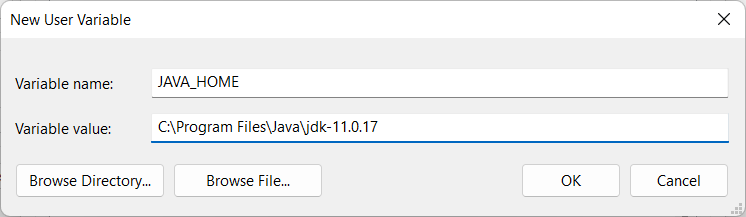 New User Variable
Variable name:
JAVA_HOME
Variable value:
C:\Program Files\Java\jdk-11.0.17
Browse Directory...
Browse File...
OK
Cancel